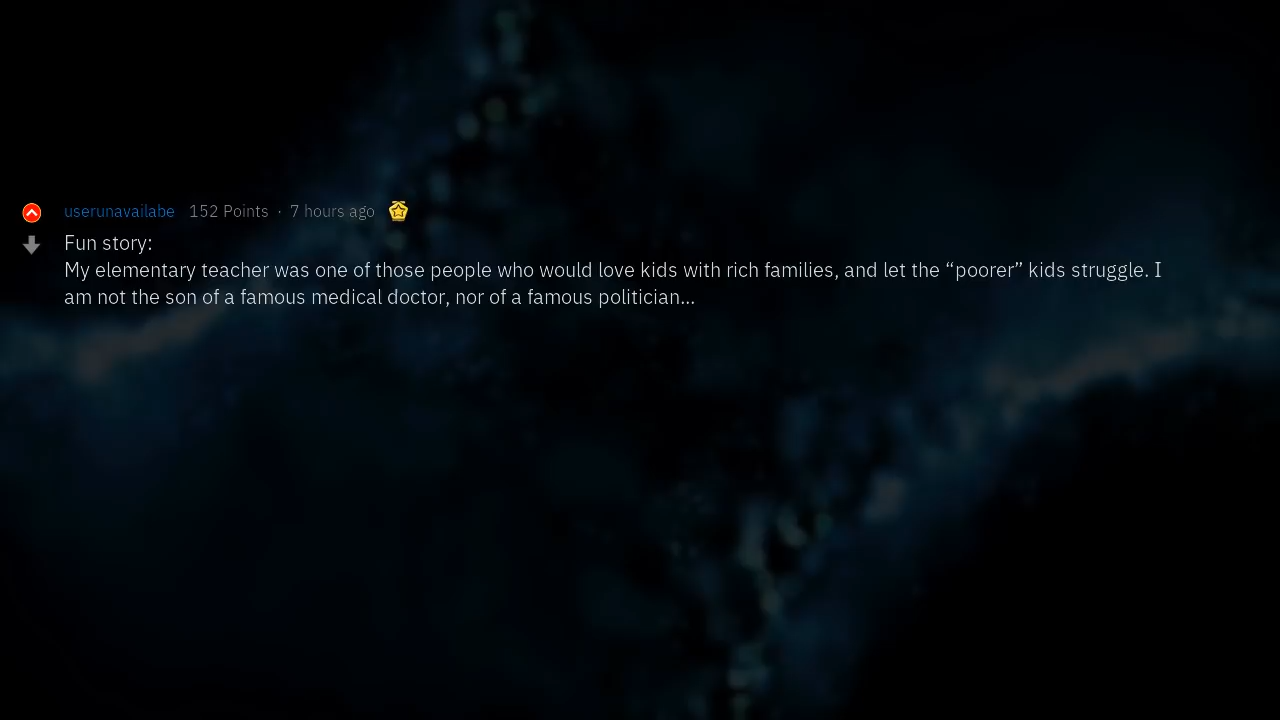 userunavailabe 152 Points · 7 hours ago
Fun story:
My elementary teacher was one of those people who would love kids with rich families, and let the “poorer” kids struggle. I
am not the son of a famous medical doctor, nor of a famous politician...